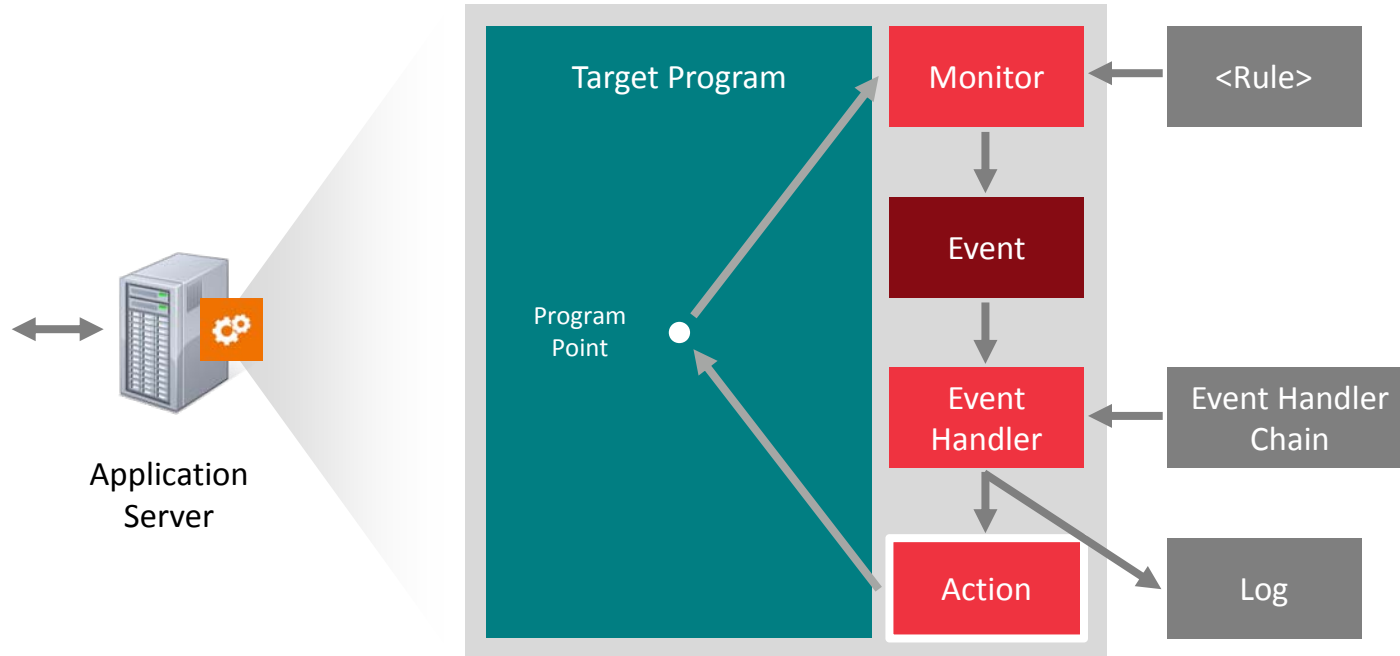 Target Program
Monitor
<Rule>
Event
Program
Point
Event
Handler
Event Handler
Chain
Application
Server
Action
Log